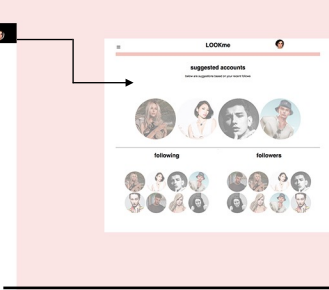 LOOKme
suggested accounts
below are suggestions based on your recent follows
following
followers